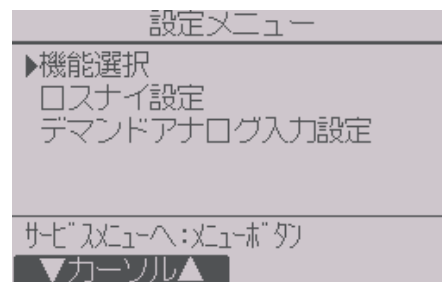 設定メニュー
▶機能選択
ロスナイ設定
デマンドアナログ入力設定
サービスメニューへ:メニューボタン
▼カーソル▲